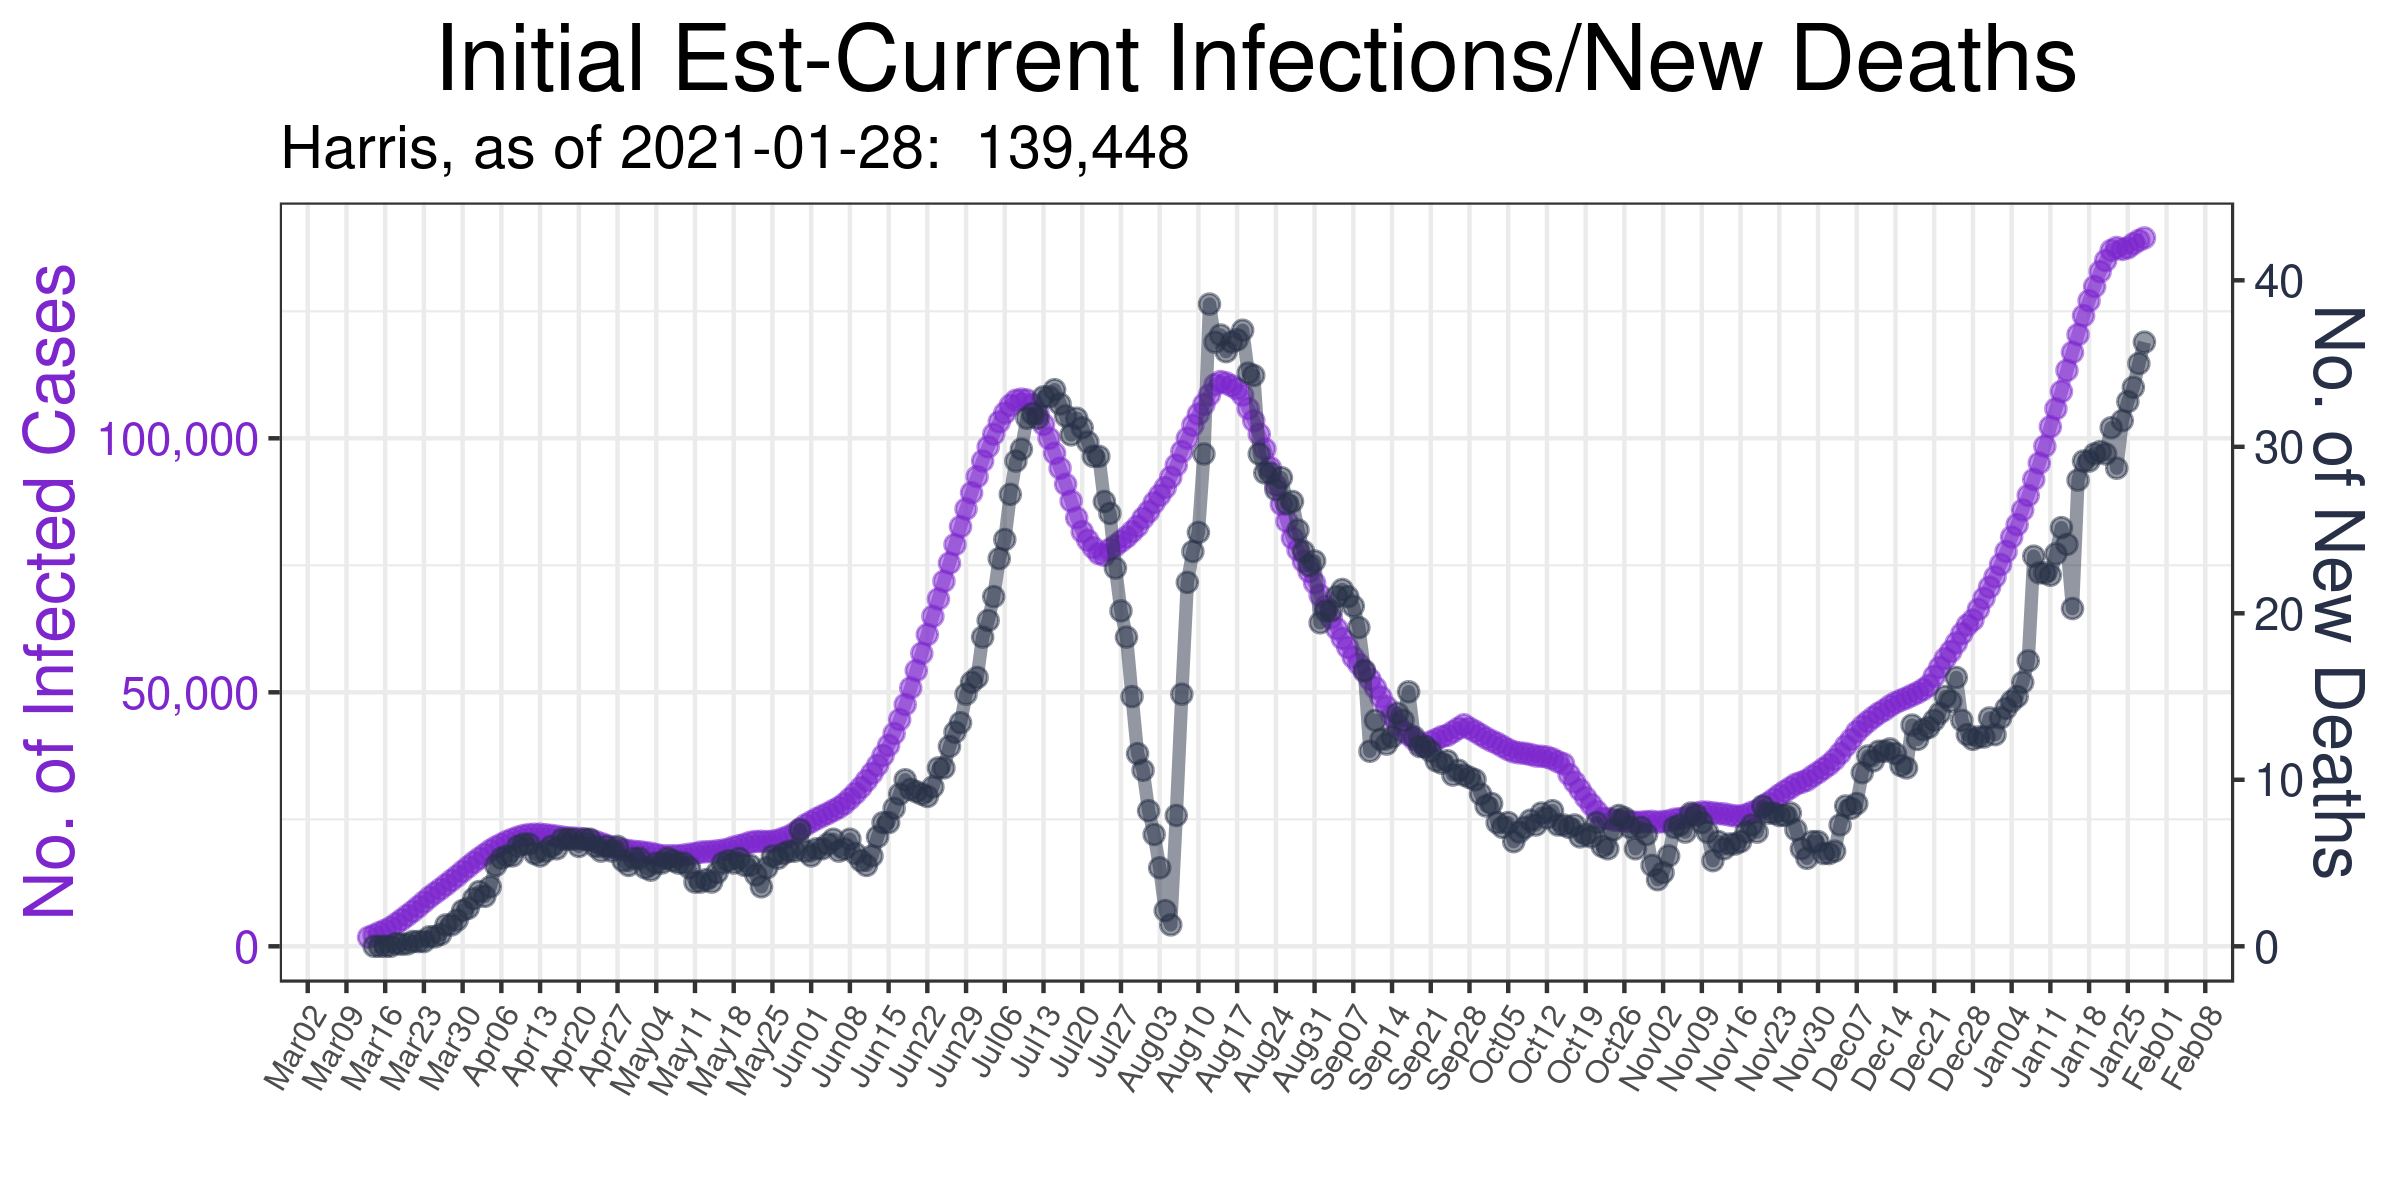 Initial Est-Current Infections/New Deaths
Harris, as of 2021-01-28:  139,448
No. of Infected Cases
100,000
50,000
0
40
30
20
10
0
No. of New Deaths
Mar02
Mar09
Mar16
Mar23
Mar30
Apr06
Apr13
Apr20
Apr27
May04
May11
May18
May25
Jun01
Jun08
Jun15
Jun22
Jun29
Jul06
Jul13
Jul20
Jul27
Aug03
Aug10
Aug17
Aug24
Aug31
Sep07
Sep14
Sep21
Sep28
Oct05
Oct12
Oct19
Oct26
Nov02
Nov09
Nov16
Nov23
Nov30
Dec07
Dec14
Dec21
Dec28
Jan04
Jan11
Jan18
Jan25
Feb01
Feb08